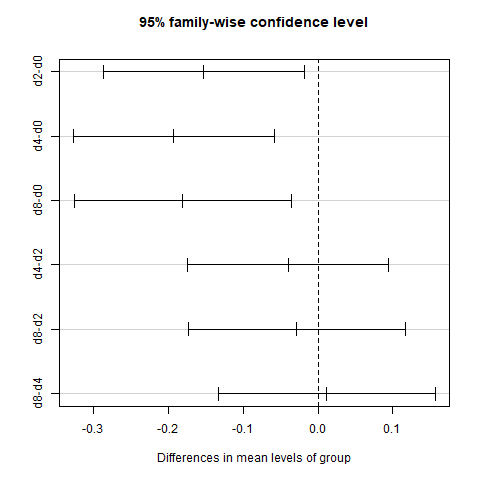 95% family-wise confidence level
d2-d0
d4-d0
d8-d0
d4-d2
d8-d2
d8-d4
-0.3 -0.2 -0.1 0.0 0.1
Differences in mean levels of group